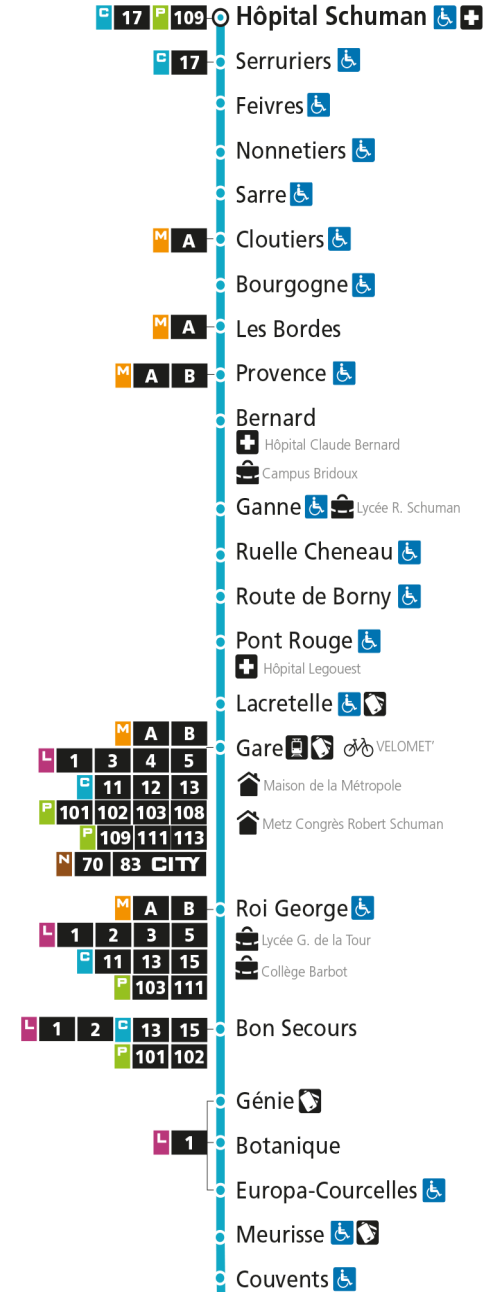 C 17 P 109 Hôpital Schuman
C 17 Serruriers
Feivres
Nonnetiers
Sarre
M A Cloutiers
Bourgogne
M A Les Bordes
M A B Provence
Bernard
Hôpital Claude Bernard
Campus Bridoux
Ganne Lycée R. Schuman
Ruelle Cheneau
Route de Borny
Pont Rouge
Hôpital Legouest
Lacretelle
M A B
Gare VELOMET'
L 1 3 4 5
C 11 12 13
Maison de la Métropole
P 101 102 103 108
Metz Congrès Robert Schuman
P 109 111 113
N 70 83 CITY
M A B Roi George
L 1 2 3 5
Lycée G. de la Tour
C 11 13 15
Collège Barbot
P 103 111
L 1 2 C 13 15 Bon Secours
P 101 102
Génie
L 1 Botanique
Europa-Courcelles
Meurisse
Couvents